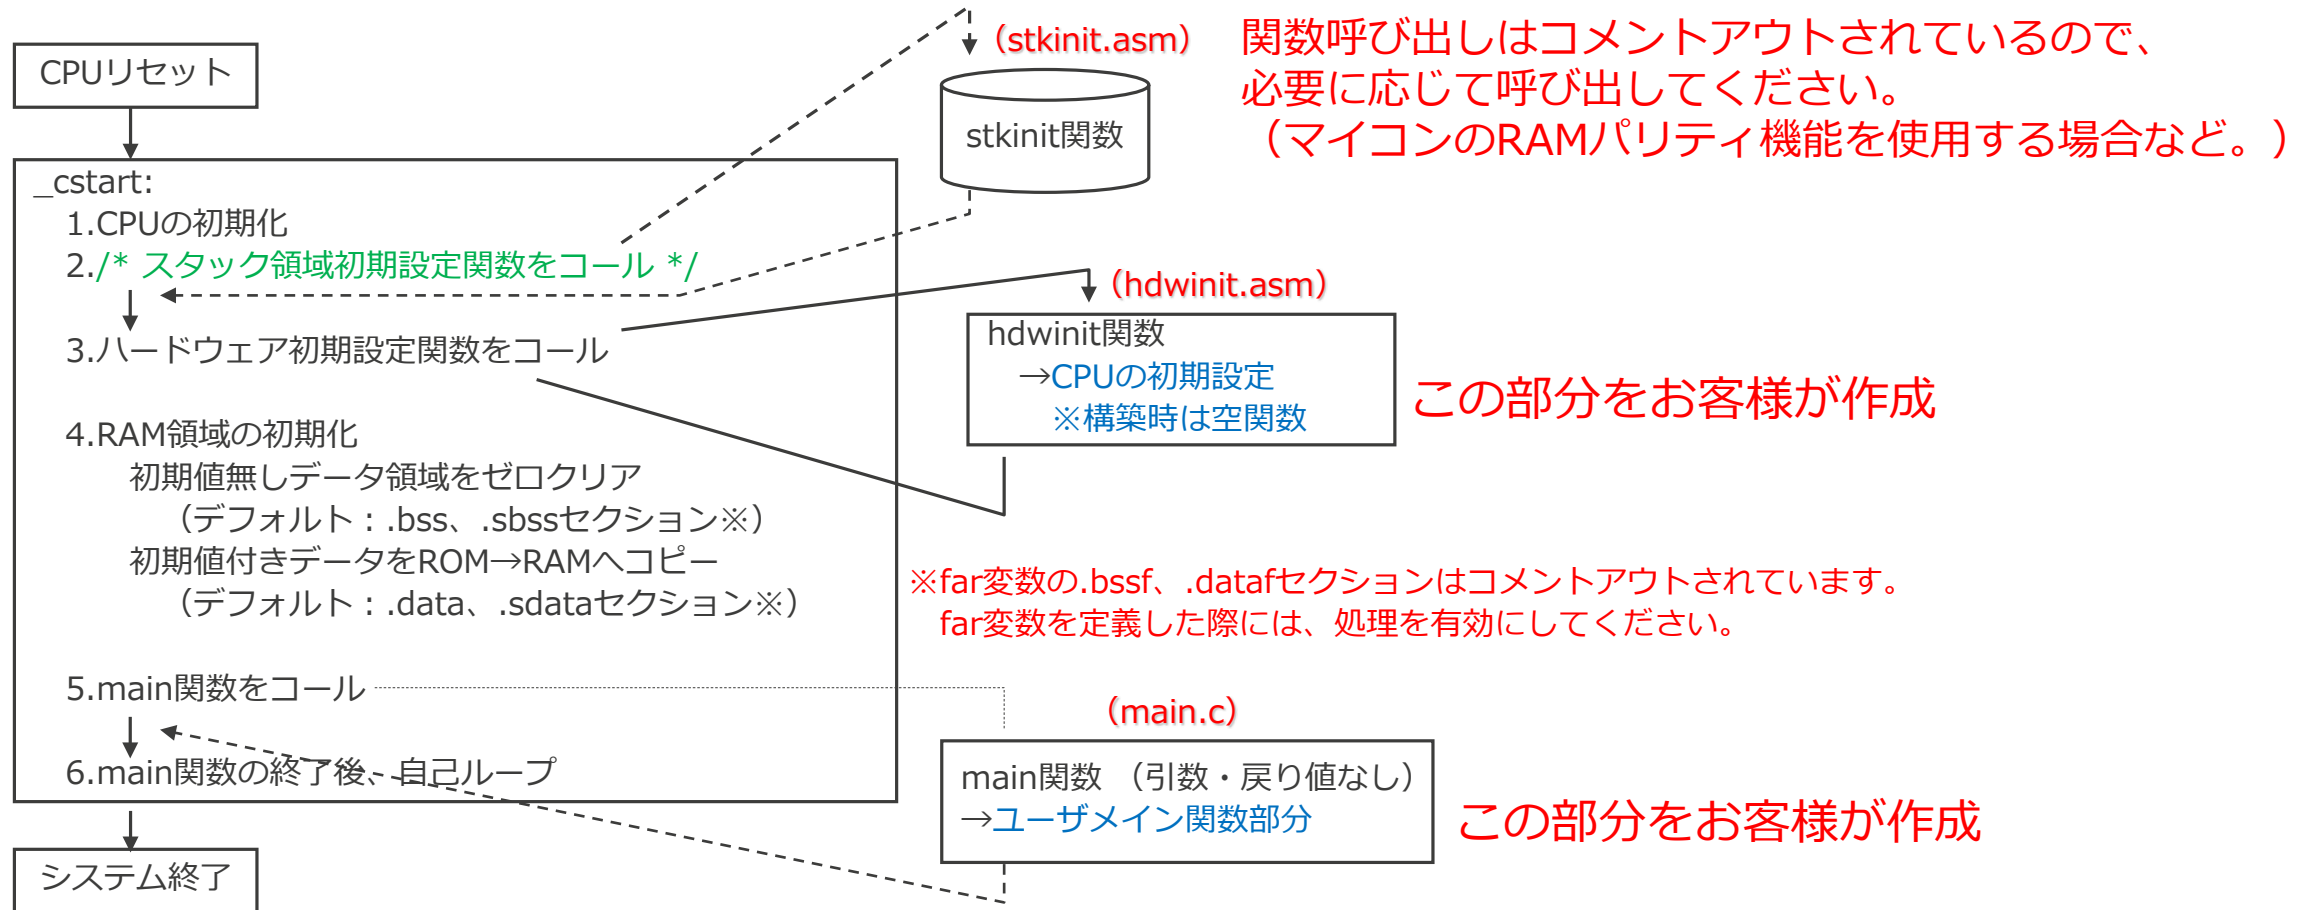 CPUリセット
_cstart:
1.CPUの初期化
2./* スタック領域初期設定関数をコール */
3.ハードウェア初期設定関数をコール
4.RAM領域の初期化
初期値無しデータ領域をゼロクリア
（デフォルト：.bss、.sbssセクション※）
初期値付きデータをROM→RAMへコピー
（デフォルト：.data、.sdataセクション※）
5.main関数をコール
6.main関数の終了後、自己ループ
システム終了
（stkinit.asm）
stkinit関数
関数呼び出しはコメントアウトされているので、
必要に応じて呼び出してください。
（マイコンのRAMパリティ機能を使用する場合など。）
（hdwinit.asm）
hdwinit関数
→CPUの初期設定
※構築時は空関数
この部分をお客様が作成
※far変数の.bssf、.datafセクションはコメントアウトされています。
far変数を定義した際には、処理を有効にしてください。
（main.c）
main関数 （引数・戻り値なし）
→ユーザメイン関数部分
この部分をお客様が作成